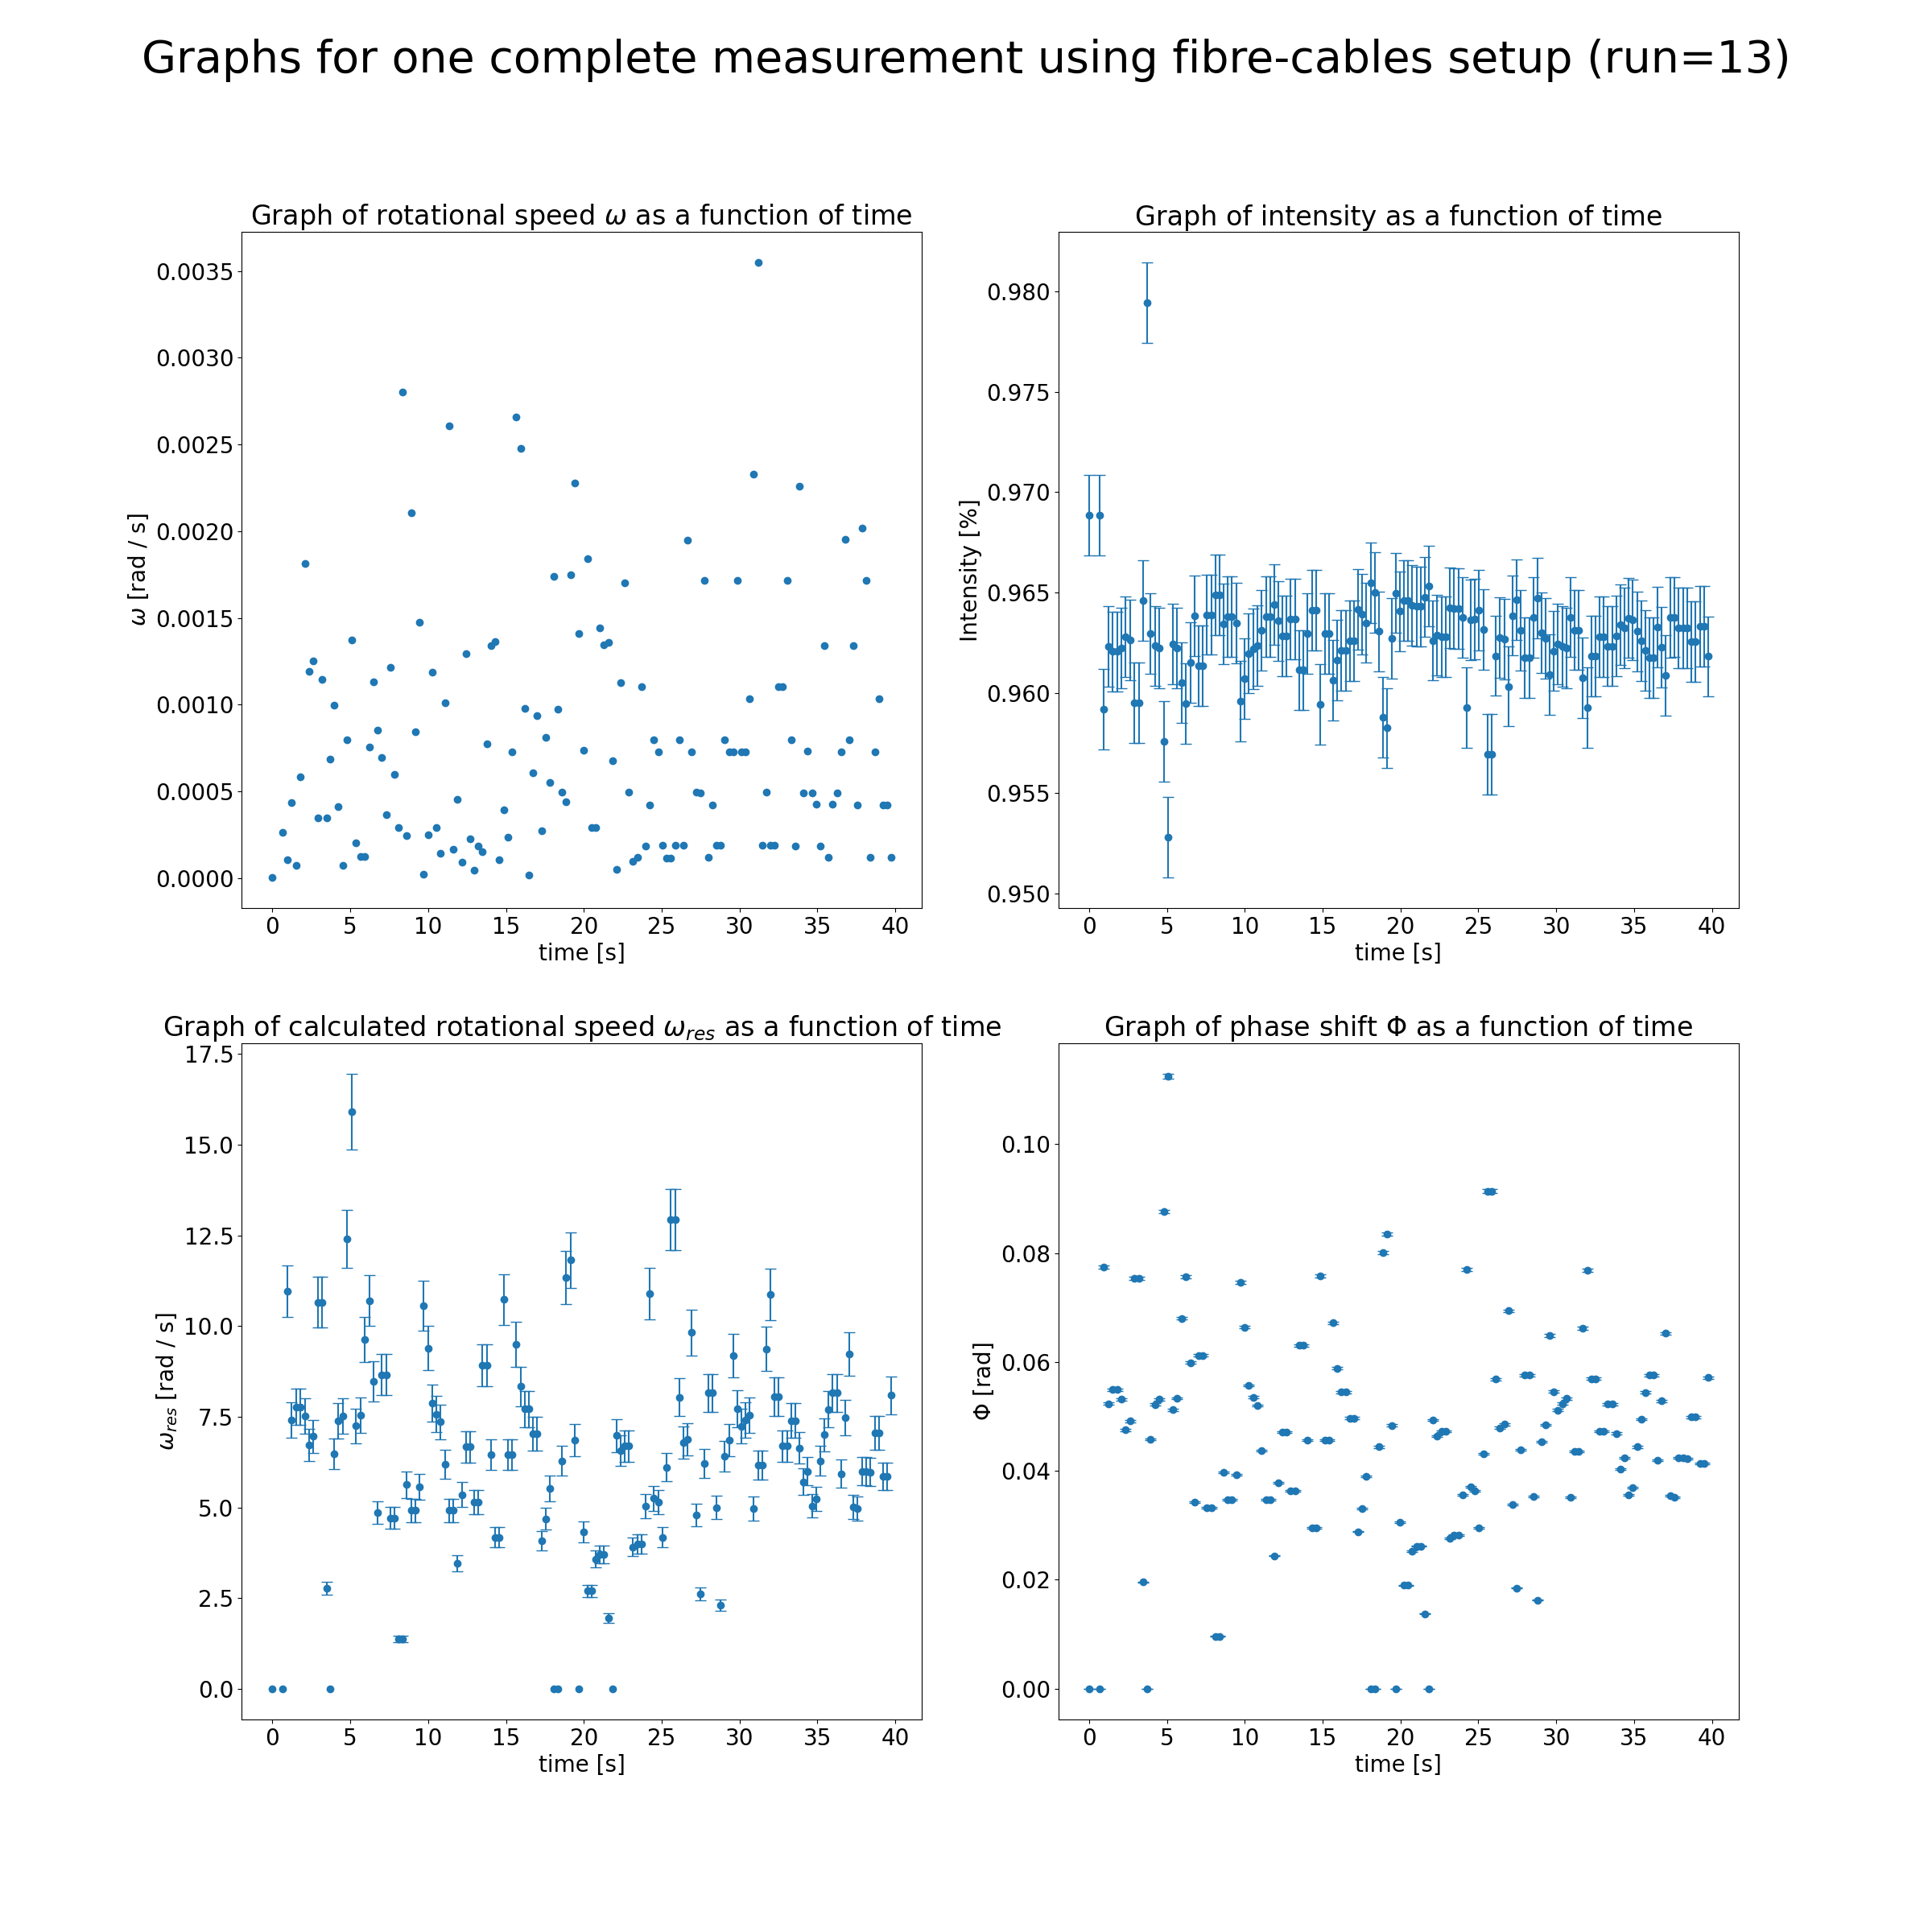 Graphs for one complete measurement using fibre-cables setup (run=13)
Graph of rotational speed ω as a function of time
0.0035
0.0030
0.0025
0.0020
0.0015
0.0010
0.0005
0.0000
ω [rad / s]
0 5 10 15 20 25 30 35 40
time [s]
Graph of intensity as a function of time
0.980
0.975
0.970
0.965
0.960
0.955
0.950
Intensity [%]
0 5 10 15 20 25 30 35 40
time [s]
Graph of calculated rotational speed ω_res as a function of time
17.5
15.0
12.5
10.0
7.5
5.0
2.5
0.0
ω_res [rad / s]
0 5 10 15 20 25 30 35 40
time [s]
Graph of phase shift Φ as a function of time
0.10
0.08
0.06
0.04
0.02
0.00
Φ [rad]
0 5 10 15 20 25 30 35 40
time [s]